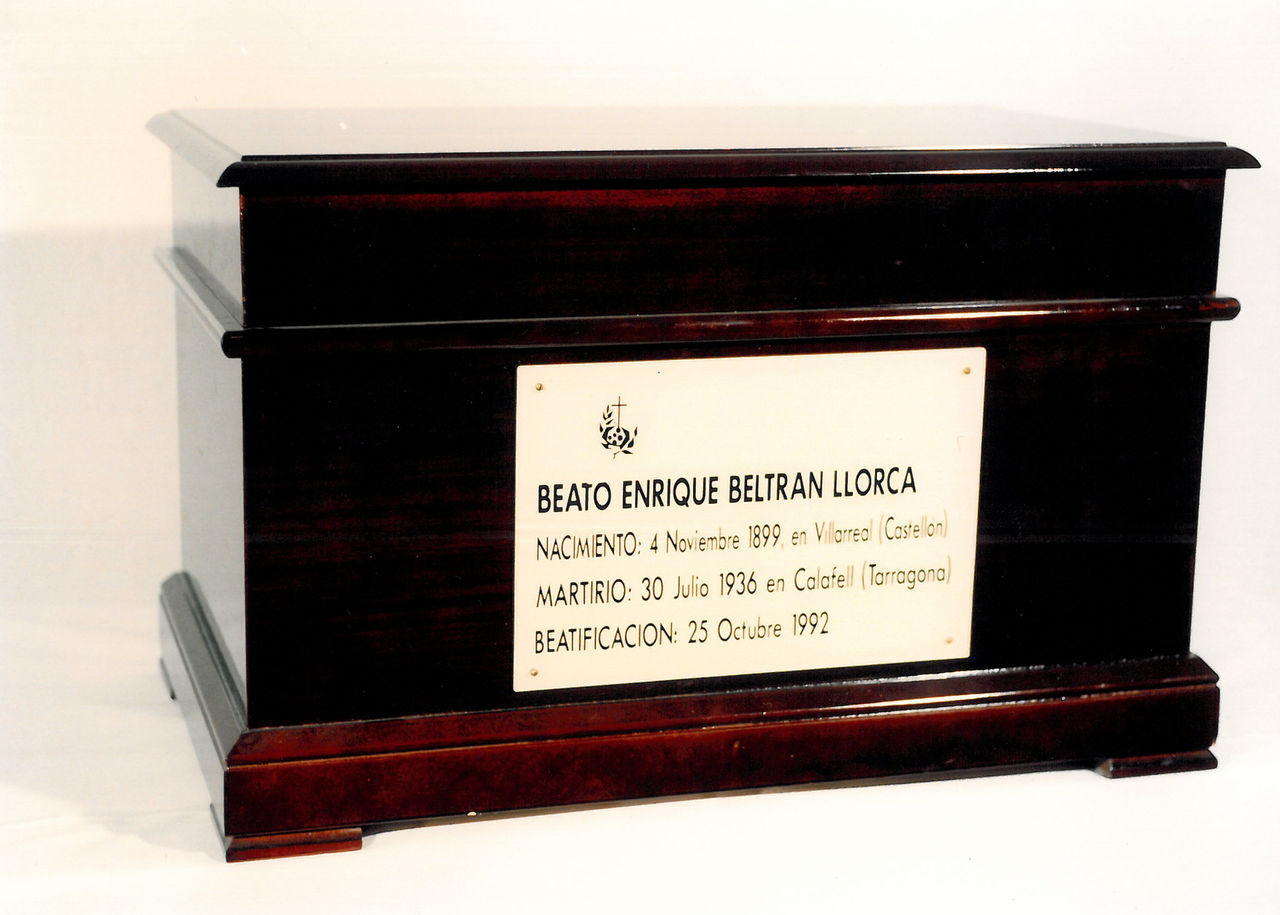 BEATO ENRIQUE BELTRAN LLORCA
NACIMIENTO: 4 Noviembre 1899, en Villarreal (Castellón)
MARTIRIO: 30 Julio 1936 en Calafell (Tarragona)
BEATIFICACION: 25 Octubre 1992